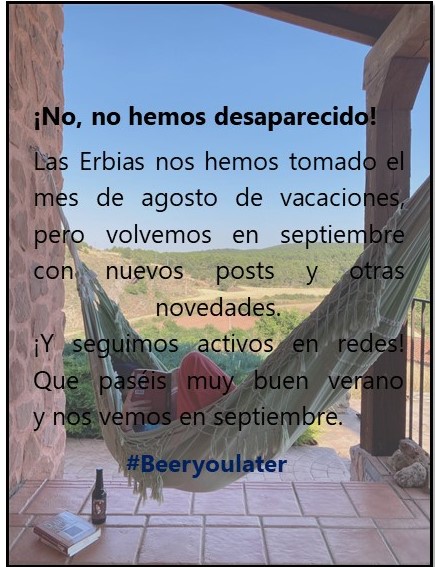 ¡No, no hemos desaparecido!
Las Erbias nos hemos tomado el
mes de agosto de vacaciones,
pero volvemos en septiembre
con nuevos posts y otras
novedades.
¡Y seguimos activos en redes!
Que paséis muy buen verano
y nos vemos en septiembre.
#Beeryoulater